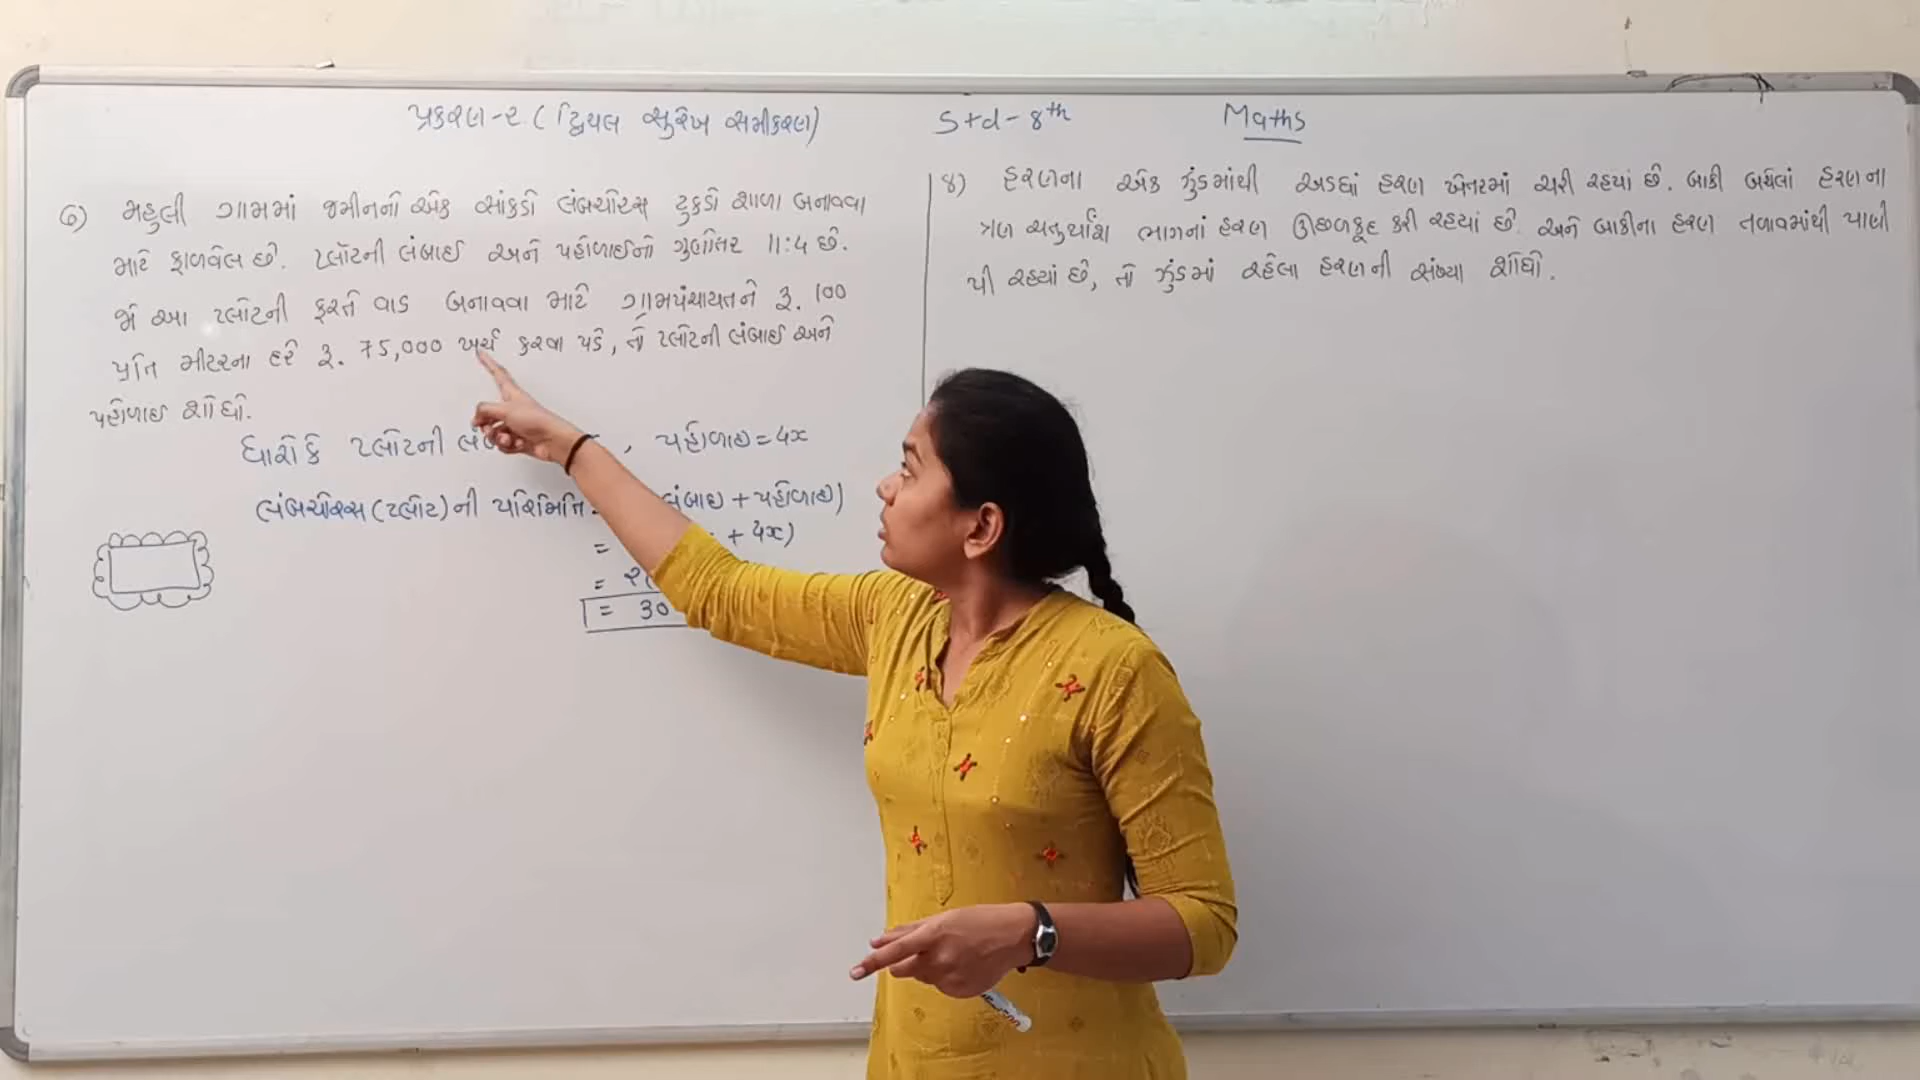 પ્રકરણ-૨ (દ્વિચલ સુરેખ સમીકરણ) Std-8th Maths
૭) મહુલી ગામમાં જમીનનો એક સાંકડો લંબચોરસ ટુકડો શાળા બનાવવા
માટે ફાળવેલ છે. પ્લૉટની લંબાઈ અને પહોળાઈનો ગુણોત્તર 11:4 છે.
જો આ પ્લોટની ફરતે વાડ બનાવવા માટે ગ્રામપંચાયતને રૂ. 100
પ્રતિ મીટરના દરે રૂ. 75,000 ખર્ચ કરવા પડે, તો પ્લોટની લંબાઈ અને
પહોળાઈ શોધો.
ધારો કે પ્લોટની , પહોળાઇ = 4x
લંબચોરસ (પ્લોટ) ની પરિમિતિ = લંબાઇ + પહોળાઇ)
= + 4x)
= ૨(
= 30
૪) હરણના એક ઝુંડમાંથી અડધાં હરણ ખેતરમાં ચરી રહ્યાં છે. બાકી બચેલાં હરણના
ત્રણ ચતુર્થાંશ ભાગનાં હરણ ઊછળકૂદ કરી રહ્યાં છે. અને બાકીના હરણ તળાવમાંથી પાણી
પી રહ્યાં છે, તો ઝુંડમાં રહેલા હરણની સંખ્યા શોધો.